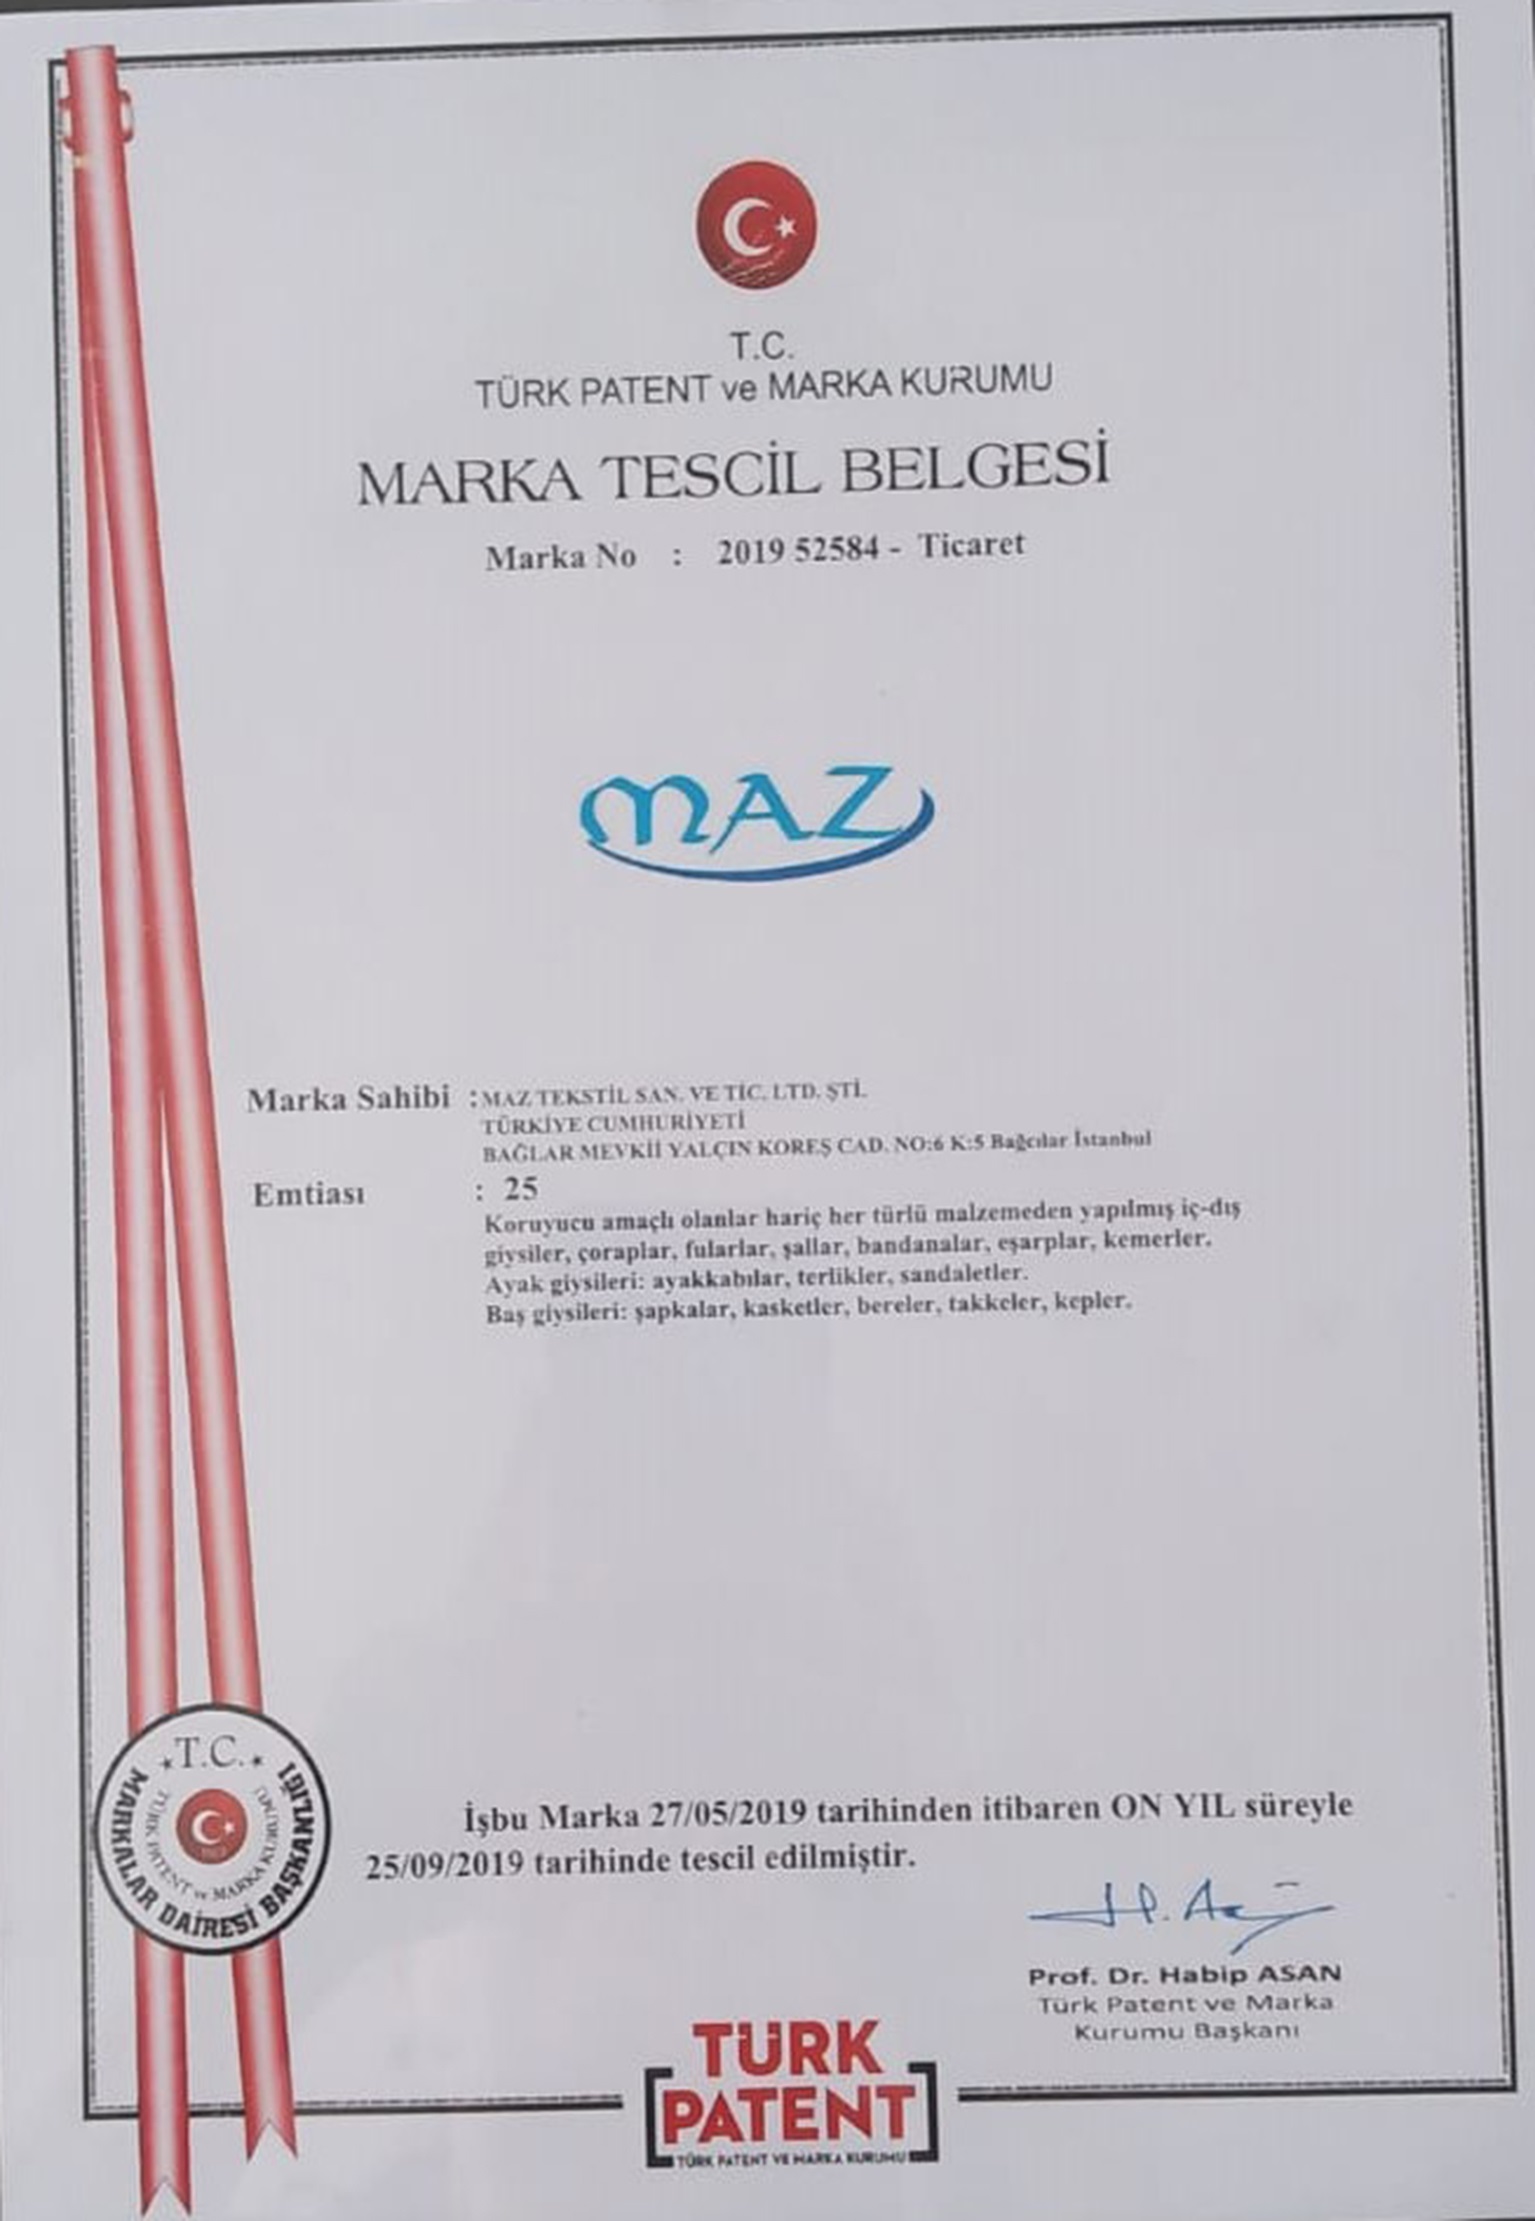 T.C.
TÜRK PATENT ve MARKA KURUMU
MARKA TESCİL BELGESİ
Marka No : 2019 52584 - Ticaret
MAZ
Marka Sahibi : MAZ TEKSTİL SAN. VE TİC. LTD. ŞTİ.
TÜRKİYE CUMHURİYETİ
BAĞLAR MEVKİİ YALÇIN KOREŞ CAD. NO:6 K:5 Bağcılar İstanbul
Emtiası : 25
Koruyucu amaçlı olanlar hariç her türlü malzemeden yapılmış iç-dış
giysiler, çoraplar, fularlar, şallar, bandanalar, eşarplar, kemerler.
Ayak giysileri: ayakkabılar, terlikler, sandaletler.
Baş giysileri: şapkalar, kasketler, bereler, takkeler, kepler.
T.C.
MARKALAR DAİRESİ BAŞKANLIĞI
TÜRK PATENT ve MARKA KURUMU
İşbu Marka 27/05/2019 tarihinden itibaren ON YIL süreyle
25/09/2019 tarihinde tescil edilmiştir.
Prof. Dr. Habip ASAN
Türk Patent ve Marka
Kurumu Başkanı
TÜRK
PATENT
TÜRK PATENT VE MARKA KURUMU